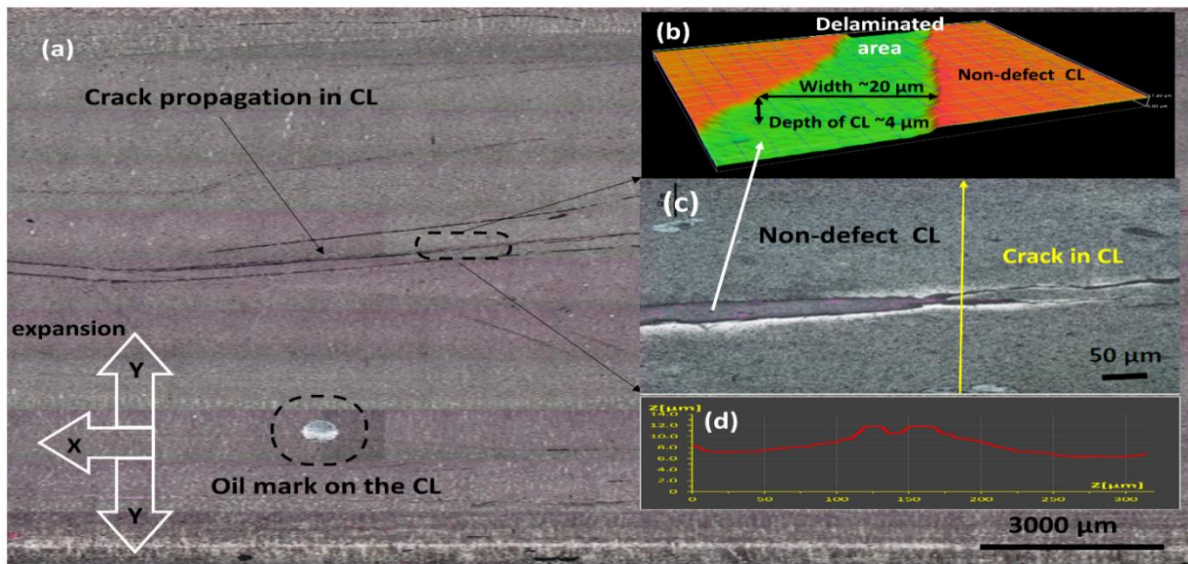 (a)
Crack propagation in CL
expansion
Y
X
Y
Oil mark on the CL
3000 µm
(b)
Delaminated
area
Width ~20 µm
Non-defect CL
Depth of CL ~4 µm
(c)
Non-defect CL
Crack in CL
50 µm
(d)
Z[µm]
14.0
12.0
10.0
8.0
6.0
4.0
2.0
0
0
50
100
150
200
250
300
Z[µm]